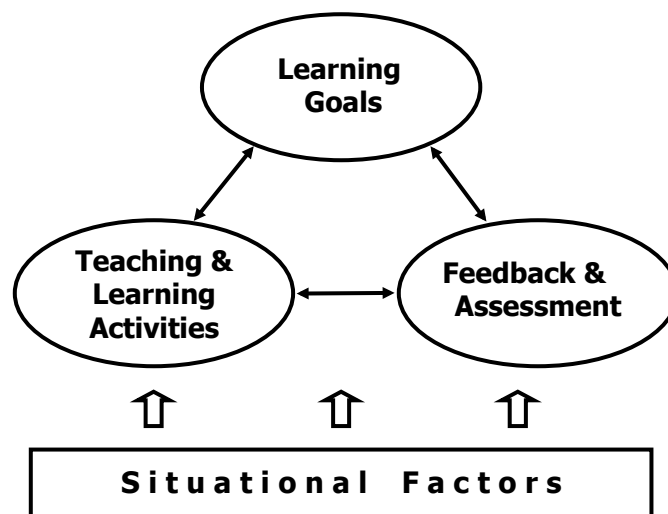 Learning
Goals
Teaching &
Learning
Activities
Feedback &
Assessment
Situational Factors